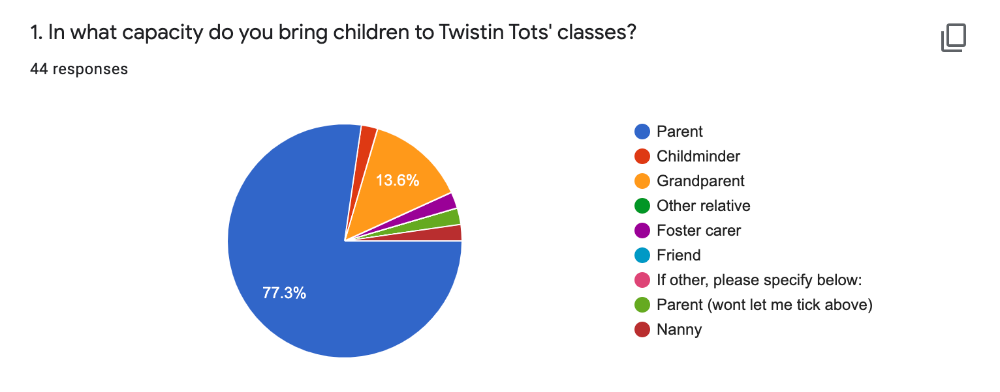 1. In what capacity do you bring children to Twistin Tots' classes?
44 responses
13.6%
77.3%
Parent
Childminder
Grandparent
Other relative
Foster carer
Friend
If other, please specify below:
Parent (wont let me tick above)
Nanny